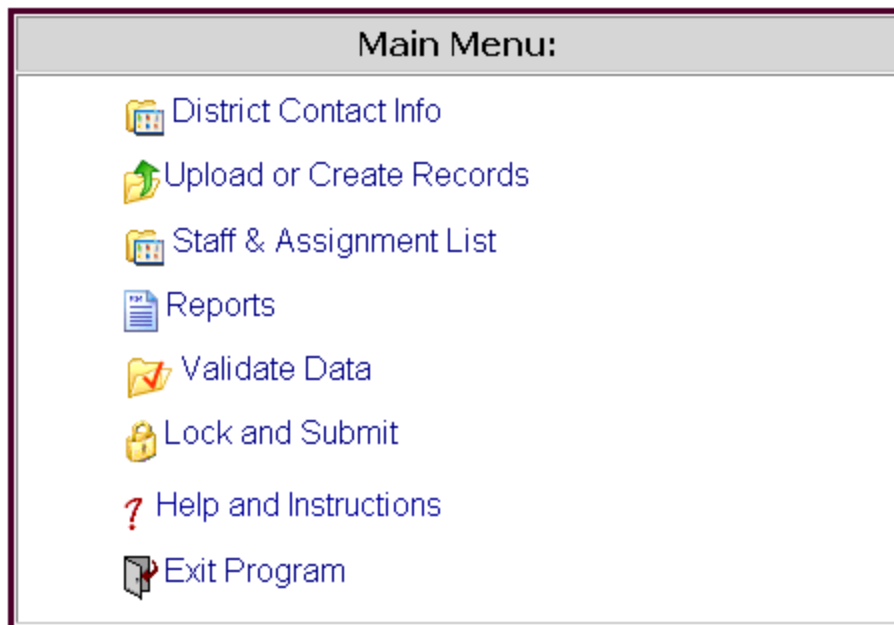 Main Menu:
District Contact Info
Upload or Create Records
Staff & Assignment List
Reports
Validate Data
Lock and Submit
Help and Instructions
Exit Program